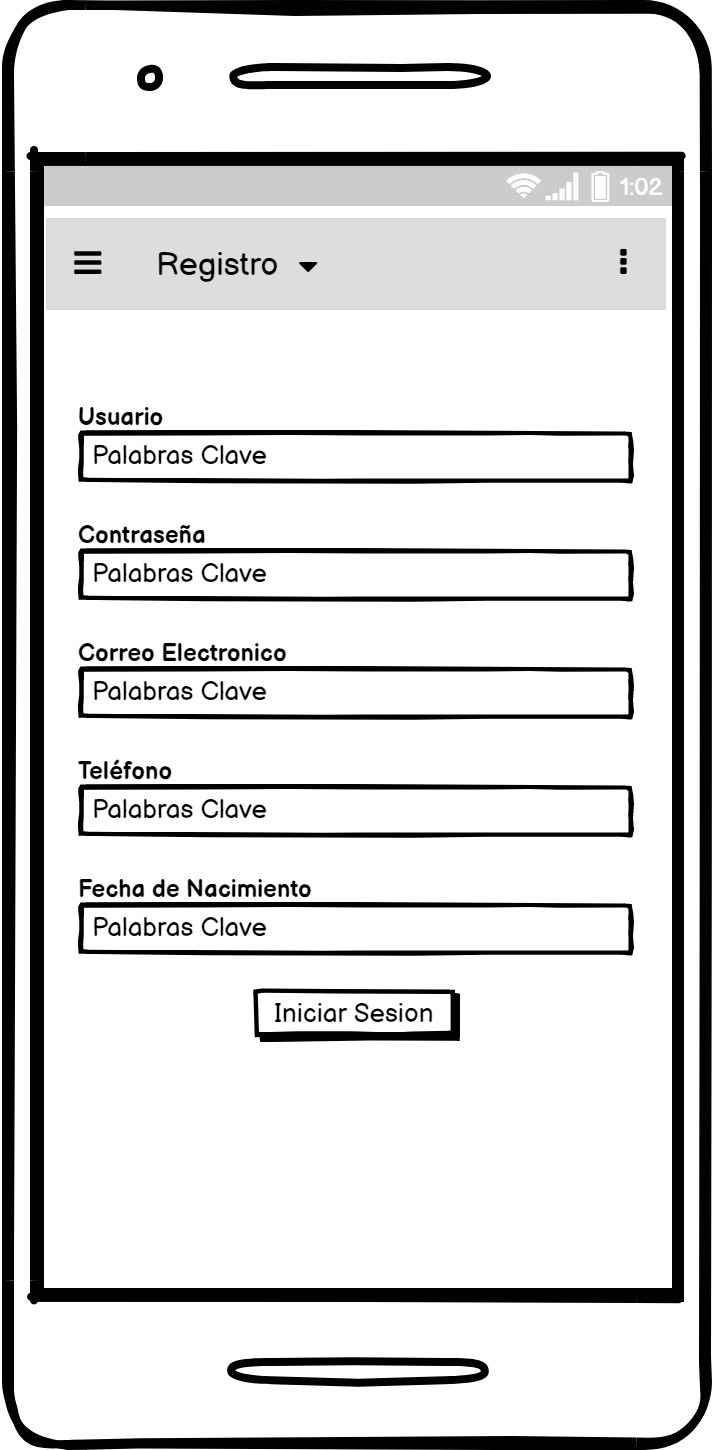 1:02
Registro
Usuario
Palabras Clave
Contraseña
Palabras Clave
Correo Electronico
Palabras Clave
Teléfono
Palabras Clave
Fecha de Nacimiento
Palabras Clave
Iniciar Sesion